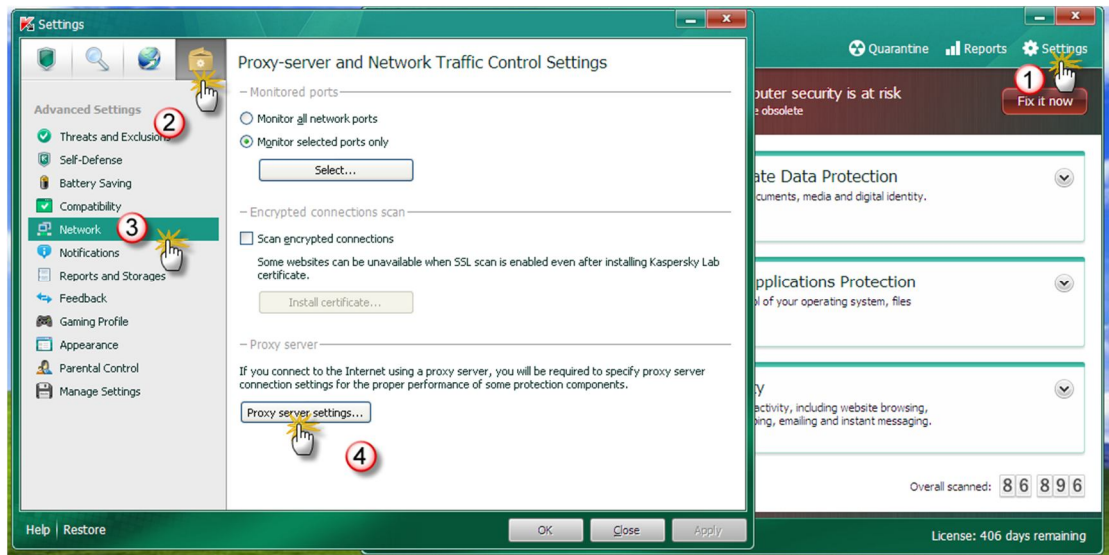 Settings
Quarantine
Reports
Settings
1
Proxy-server and Network Traffic Control Settings
Advanced Settings
2
Threats and Exclusions
Self-Defense
Battery Saving
Compatibility
Network
3
Notifications
Reports and Storages
Feedback
Gaming Profile
Appearance
Parental Control
Manage Settings
Monitored ports
Monitor all network ports
Monitor selected ports only
Select...
Encrypted connections scan
Scan encrypted connections
Some websites can be unavailable when SSL scan is enabled even after installing Kaspersky Lab
certificate.
Install certificate...
Proxy server
If you connect to the Internet using a proxy server, you will be required to specify proxy server
connection settings for the proper performance of some protection components.
Proxy server settings...
4
Help
Restore
OK
Close
Apply
puter security is at risk
e obsolete
Fix it now
ate Data Protection
cuments, media and digital identity.
pplications Protection
ol of your operating system, files
ty
activity, including website browsing,
ping, emailing and instant messaging.
Overall scanned: 86 896
License: 406 days remaining